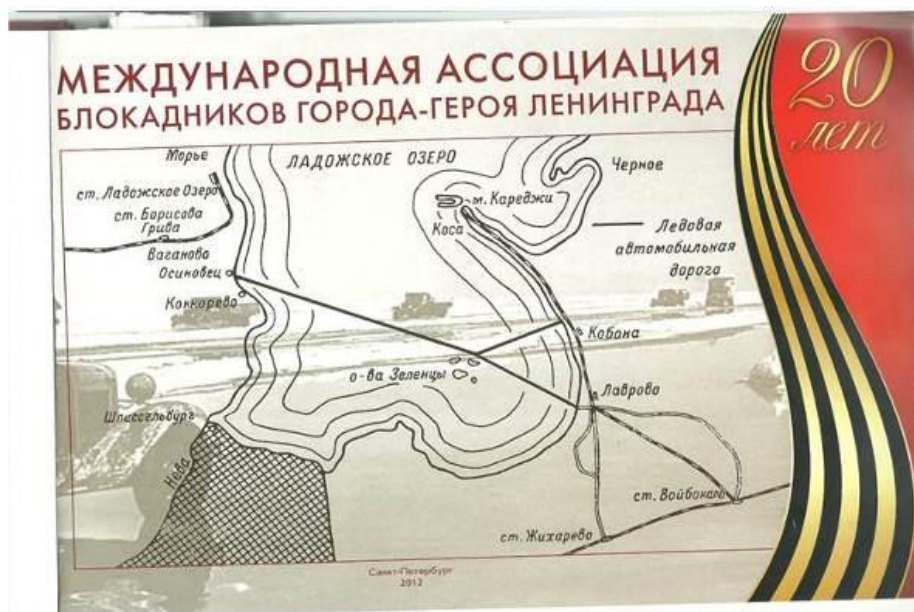 МЕЖДУНАРОДНАЯ АССОЦИАЦИЯ
БЛОКАДНИКОВ ГОРОДА-ГЕРОЯ ЛЕНИНГРАДА
20
лет
Морье
ЛАДОЖСКОЕ ОЗЕРО
Черное
ст. Ладожское Озеро
м. Кареджи
Коса
ст. Борисова
Грива
Ледовая
автомобильная
дорога
Ваганово
Осиновец
Коккорево
Кобона
о-ва Зеленцы
Лаврово
Шлиссельбург
Нева
ст. Войбокало
ст. Жихарево
Санкт-Петербург
2012